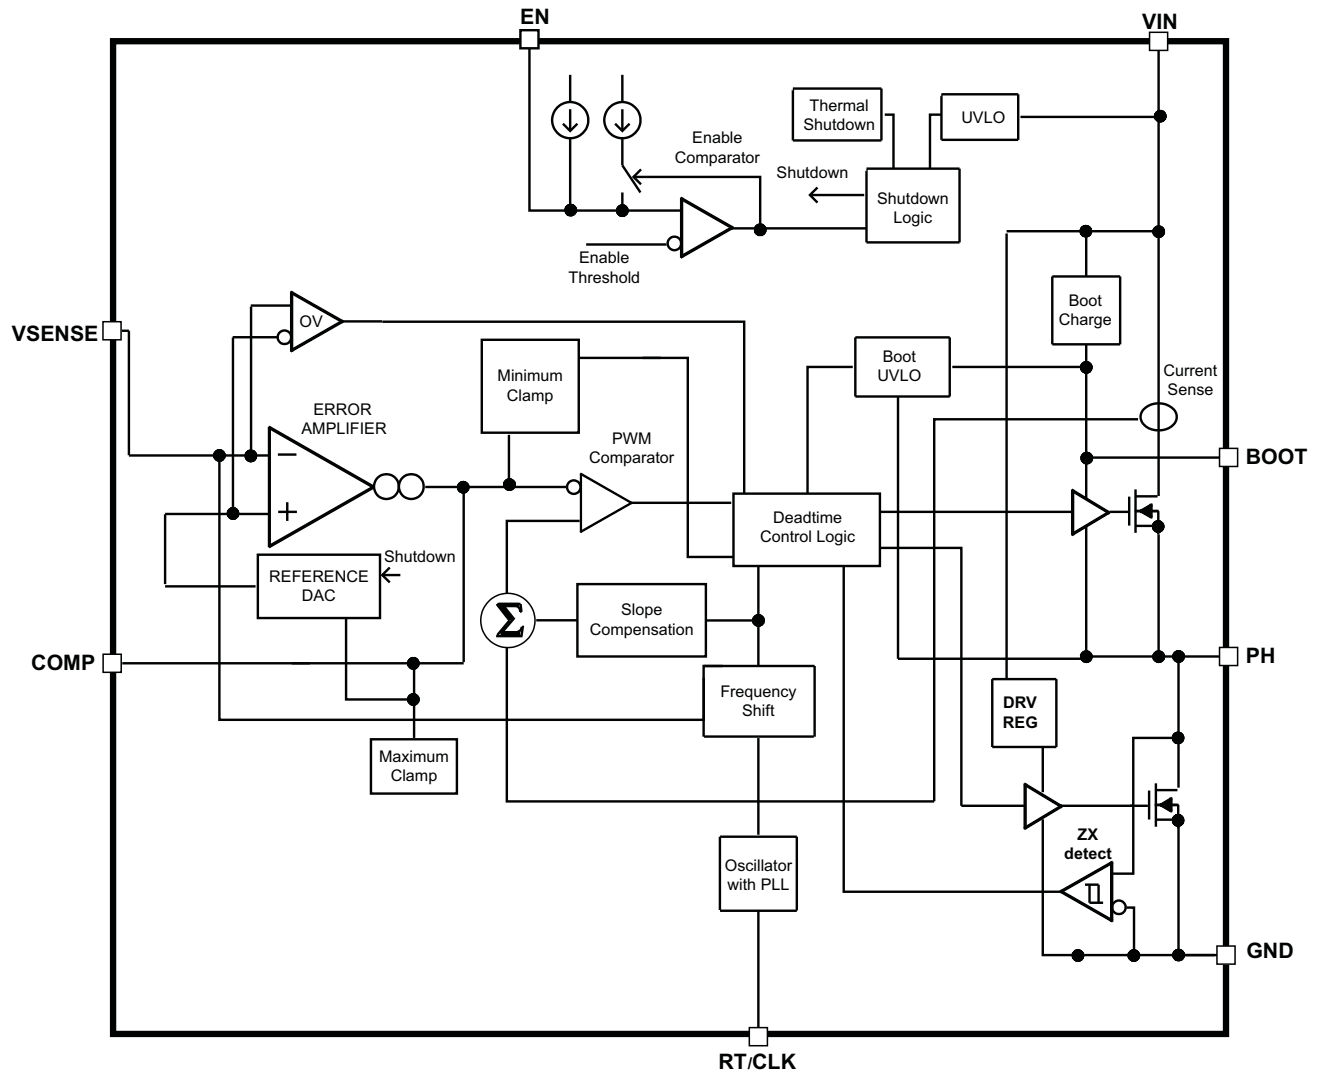 EN
VIN
Thermal
Shutdown
UVLO
Enable
Comparator
Shutdown
Shutdown
Logic
Enable
Threshold
Boot
Charge
OV
VSENSE
Minimum
Clamp
Boot
UVLO
Current
Sense
ERROR
AMPLIFIER
PWM
Comparator
BOOT
−
+
Deadtime
Control Logic
Shutdown
REFERENCE
DAC
Σ
Slope
Compensation
COMP
PH
Frequency
Shift
DRV
REG
Maximum
Clamp
ZX
detect
Oscillator
with PLL
GND
RT/CLK